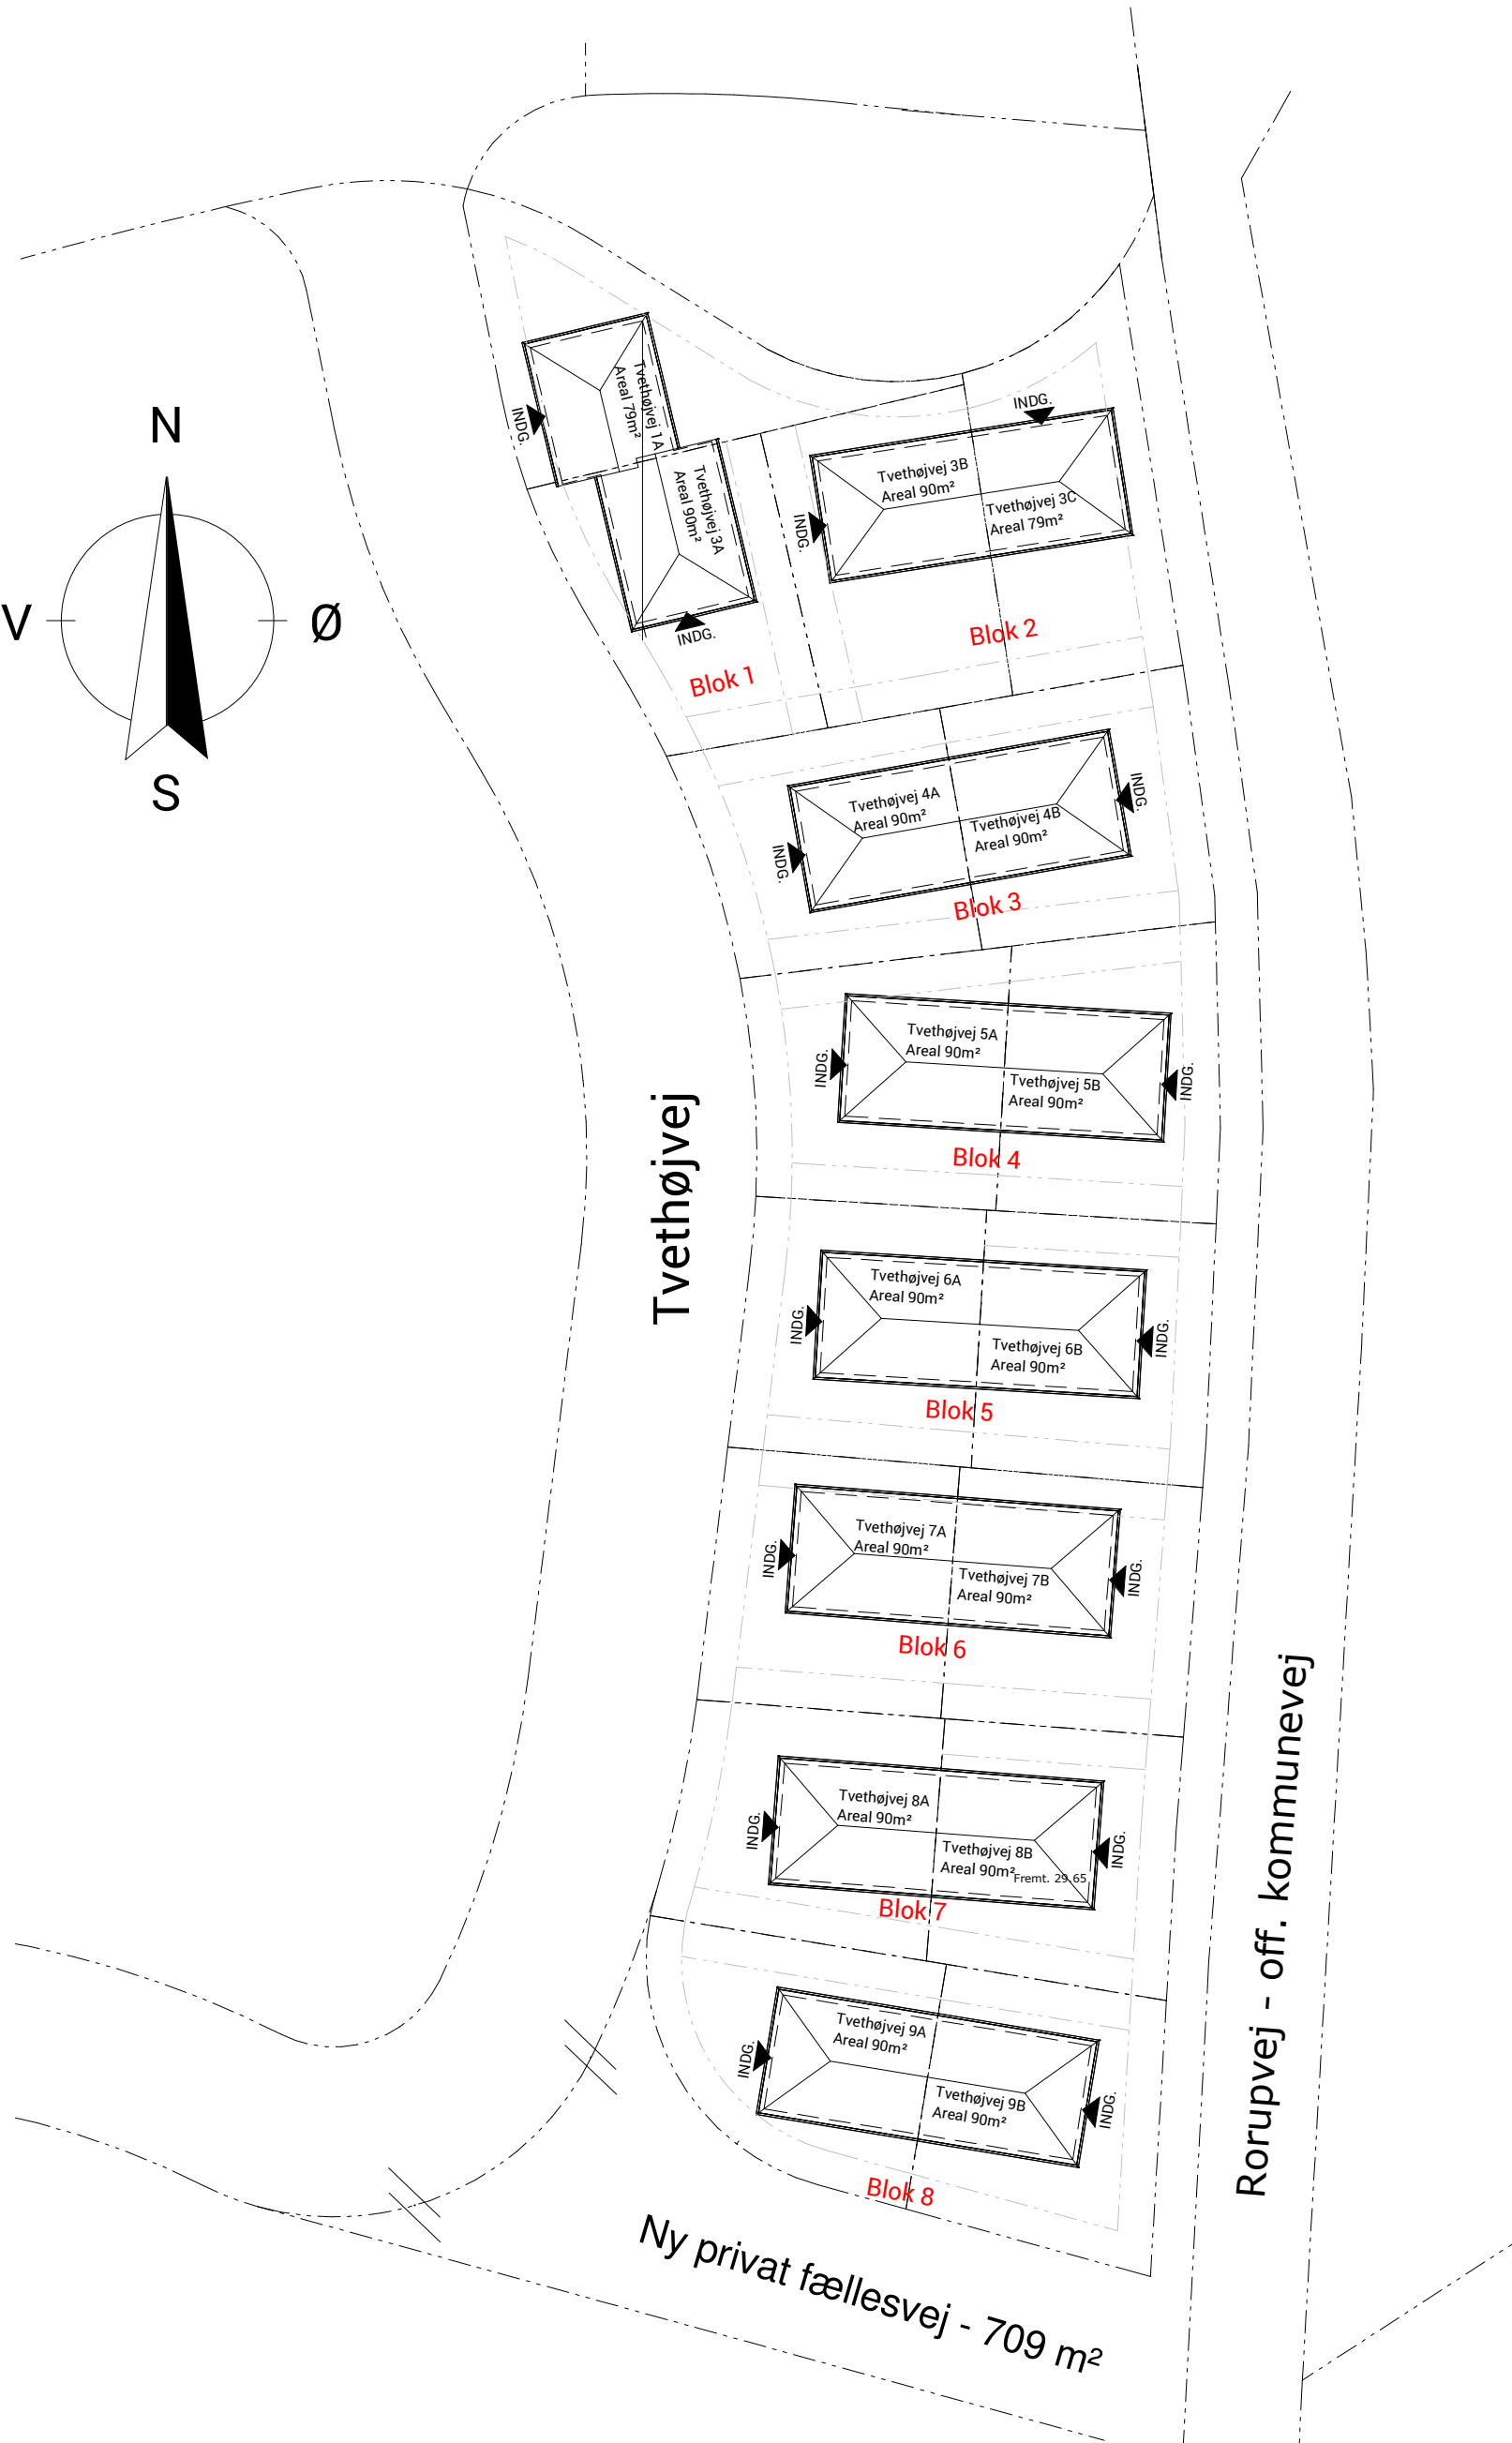 N
V
Ø
S
INDG.
Tvethøjvej 1A
Areal 79m²
Tvethøjvej 3A
Areal 90m²
INDG.
Blok 1
INDG.
Tvethøjvej 3B
Areal 90m²
INDG.
Tvethøjvej 3C
Areal 79m²
Blok 2
Tvethøjvej 4A
Areal 90m²
INDG.
Tvethøjvej 4B
Areal 90m²
INDG.
Blok 3
Tvethøjvej 5A
Areal 90m²
INDG.
Tvethøjvej 5B
Areal 90m²
INDG.
Blok 4
Tvethøjvej
Tvethøjvej 6A
Areal 90m²
INDG.
Tvethøjvej 6B
Areal 90m²
INDG.
Blok 5
Tvethøjvej 7A
Areal 90m²
INDG.
Tvethøjvej 7B
Areal 90m²
INDG.
Blok 6
Tvethøjvej 8A
Areal 90m²
INDG.
Tvethøjvej 8B
Areal 90m²
Fremt. 29.65
INDG.
Blok 7
Rorupvej - off. kommunevej
Tvethøjvej 9A
Areal 90m²
INDG.
Tvethøjvej 9B
Areal 90m²
INDG.
Blok 8
Ny privat fællesvej - 709 m²